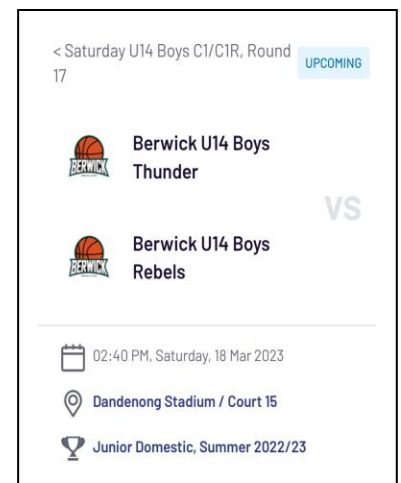 < Saturday U14 Boys C1/C1R, Round
17
UPCOMING
BERWICK
Berwick U14 Boys
Thunder
VS
BERWICK
Berwick U14 Boys
Rebels
02:40 PM, Saturday, 18 Mar 2023
Dandenong Stadium / Court 15
Junior Domestic, Summer 2022/23